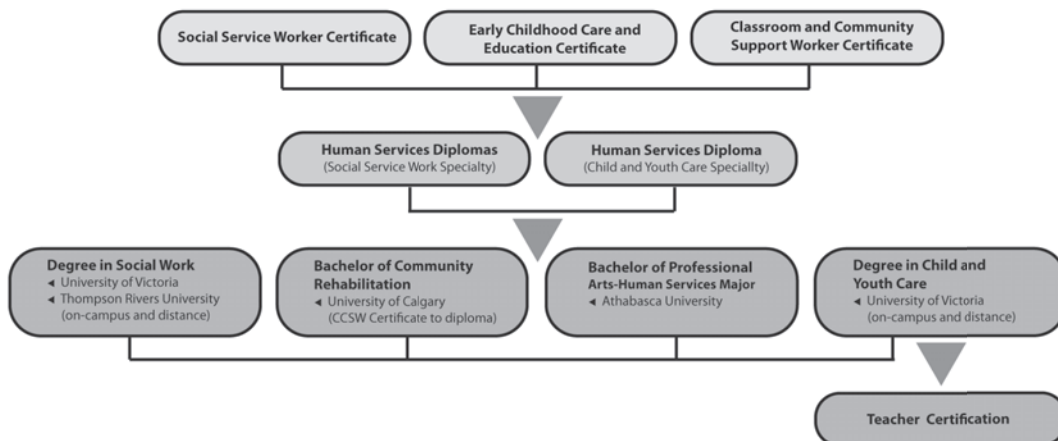 Social Service Worker Certificate
Early Childhood Care and
Education Certificate
Classroom and Community
Support Worker Certificate
Human Services Diplomas
(Social Service Work Specialty)
Human Services Diploma
(Child and Youth Care Speciallty)
Degree in Social Work
◄ University of Victoria
◄ Thompson Rivers University
(on-campus and distance)
Bachelor of Community
Rehabilitation
◄ University of Calgary
(CCSW Certificate to diploma)
Bachelor of Professional
Arts-Human Services Major
◄ Athabasca University
Degree in Child and
Youth Care
◄ University of Victoria
(on-campus and distance)
Teacher Certification